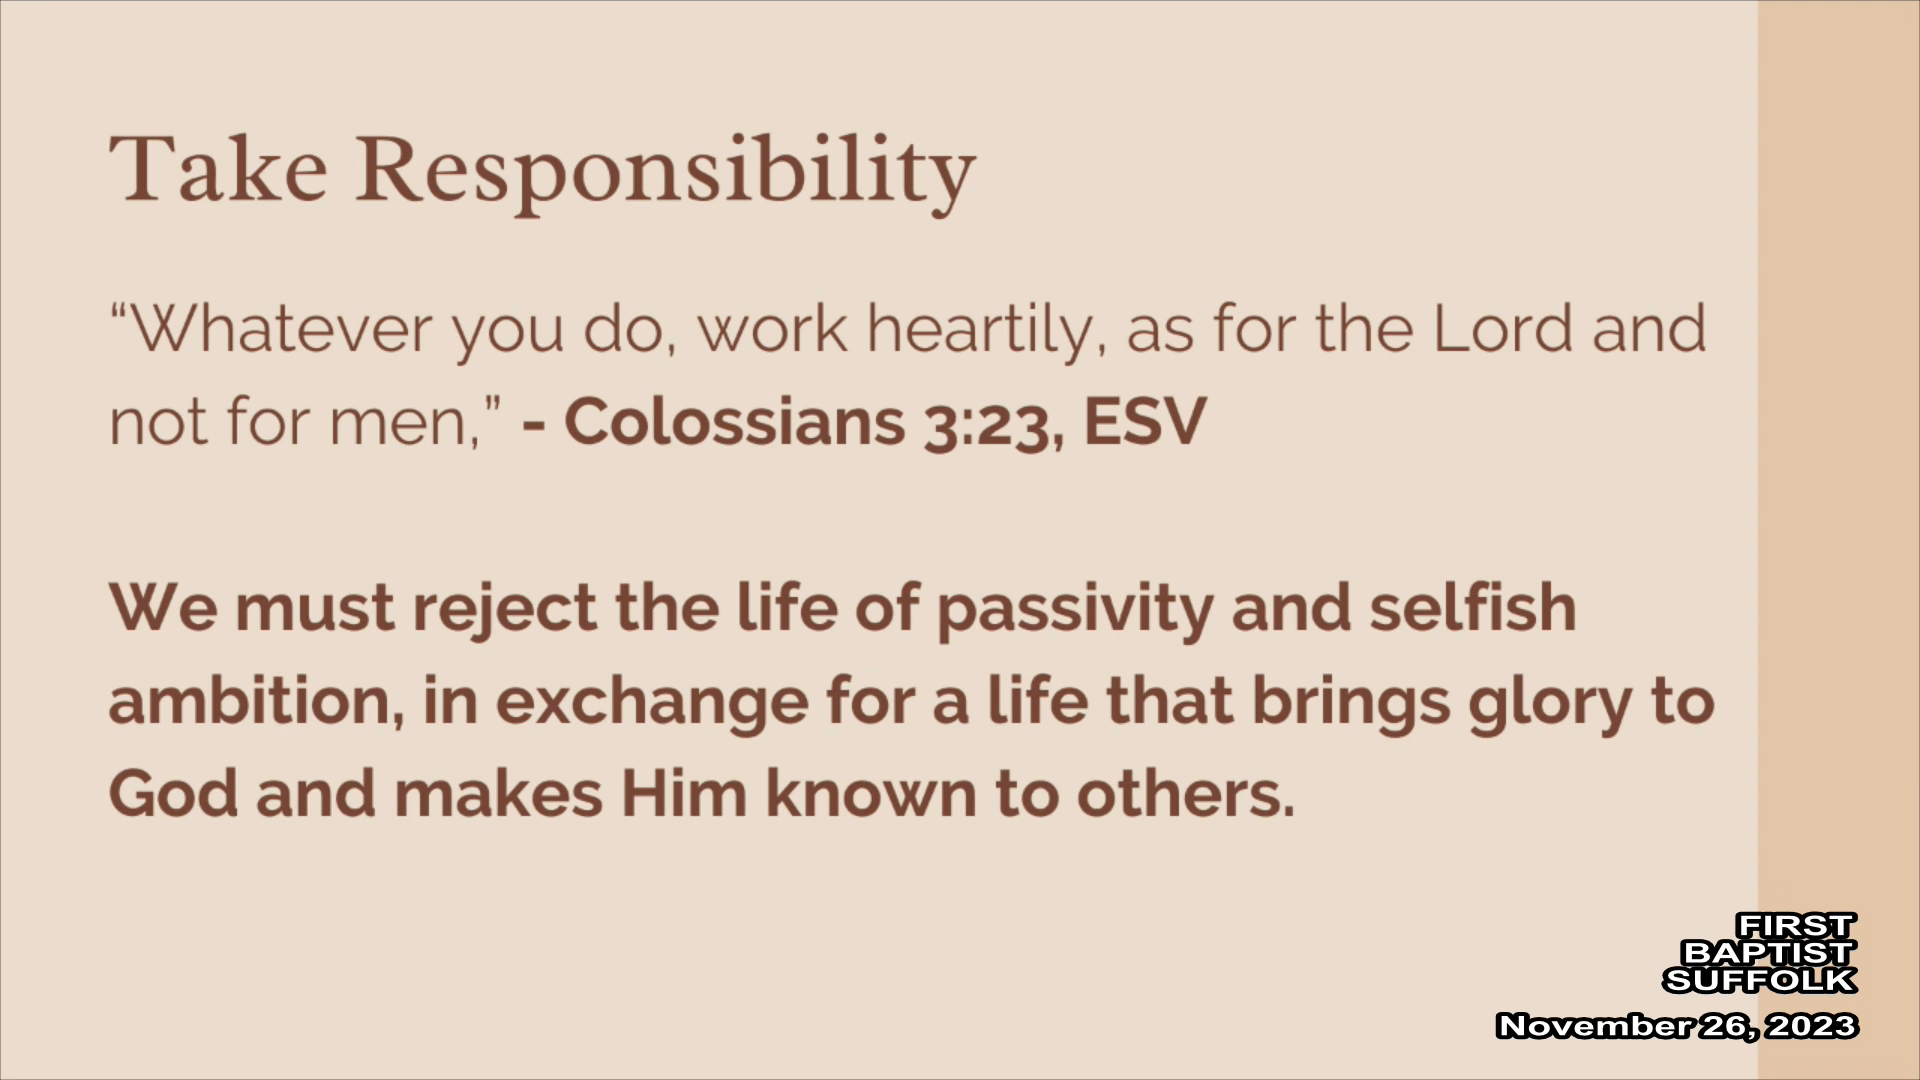 Take Responsibility
“Whatever you do, work heartily, as for the Lord and
not for men,” - Colossians 3:23, ESV
We must reject the life of passivity and selfish
ambition, in exchange for a life that brings glory to
God and makes Him known to others.
FIRST
BAPTIST
SUFFOLK
November 26, 2023